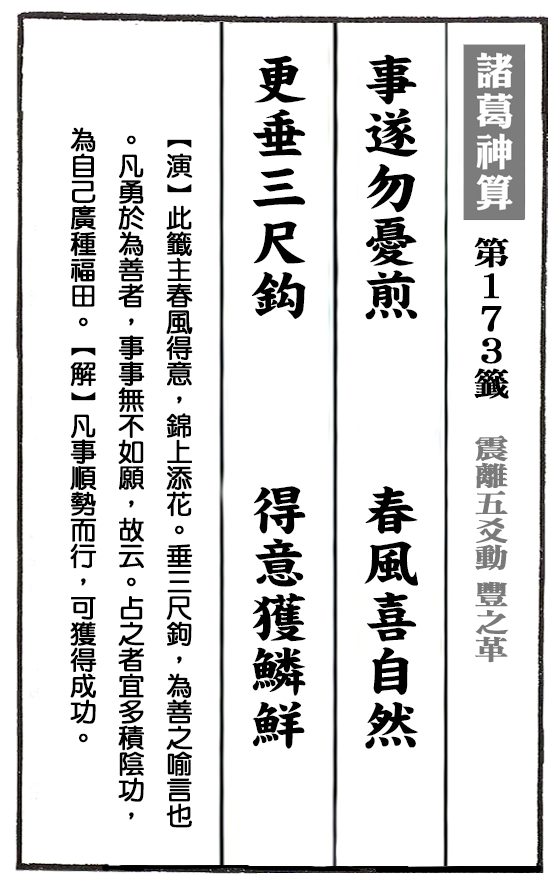 諸葛神算 第173籤 震離五爻動 豐之革
事遂勿憂煎 春風喜自然
更垂三尺鈎 得意獲鱗鮮
【演】此籤主春風得意,錦上添花。垂三尺鉤,為善之喻言也
。凡勇於為善者,事事無不如願,故云。占之者宜多積陰功,
為自己廣種福田。【解】凡事順勢而行,可獲得成功。